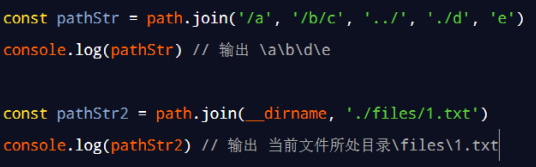 const pathStr = path.join('/a', '/b/c', '../', './d', 'e')
console.log(pathStr) // 输出 \a\b\d\e
const pathStr2 = path.join(__dirname, './files/1.txt')
console.log(pathStr2) // 输出 当前文件所处目录\files\1.txt